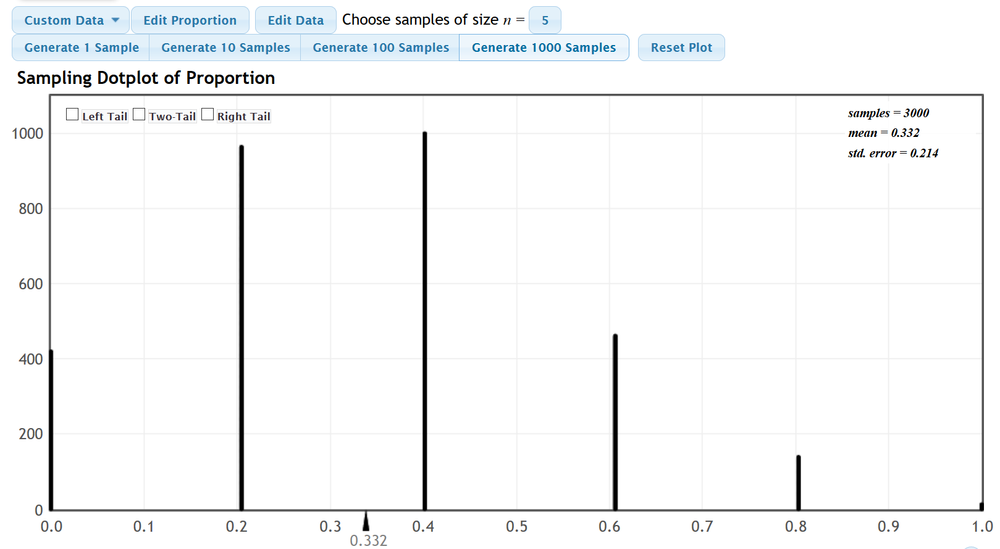 Custom Data Edit Proportion Edit Data Choose samples of size n = 5
Generate 1 Sample Generate 10 Samples Generate 100 Samples Generate 1000 Samples Reset Plot
Sampling Dotplot of Proportion
Left Tail Two-Tail Right Tail
samples = 3000
mean = 0.332
std. error = 0.214
1000
800
600
400
200
0
0.0 0.1 0.2 0.3 0.4 0.5 0.6 0.7 0.8 0.9 1.0
0.332